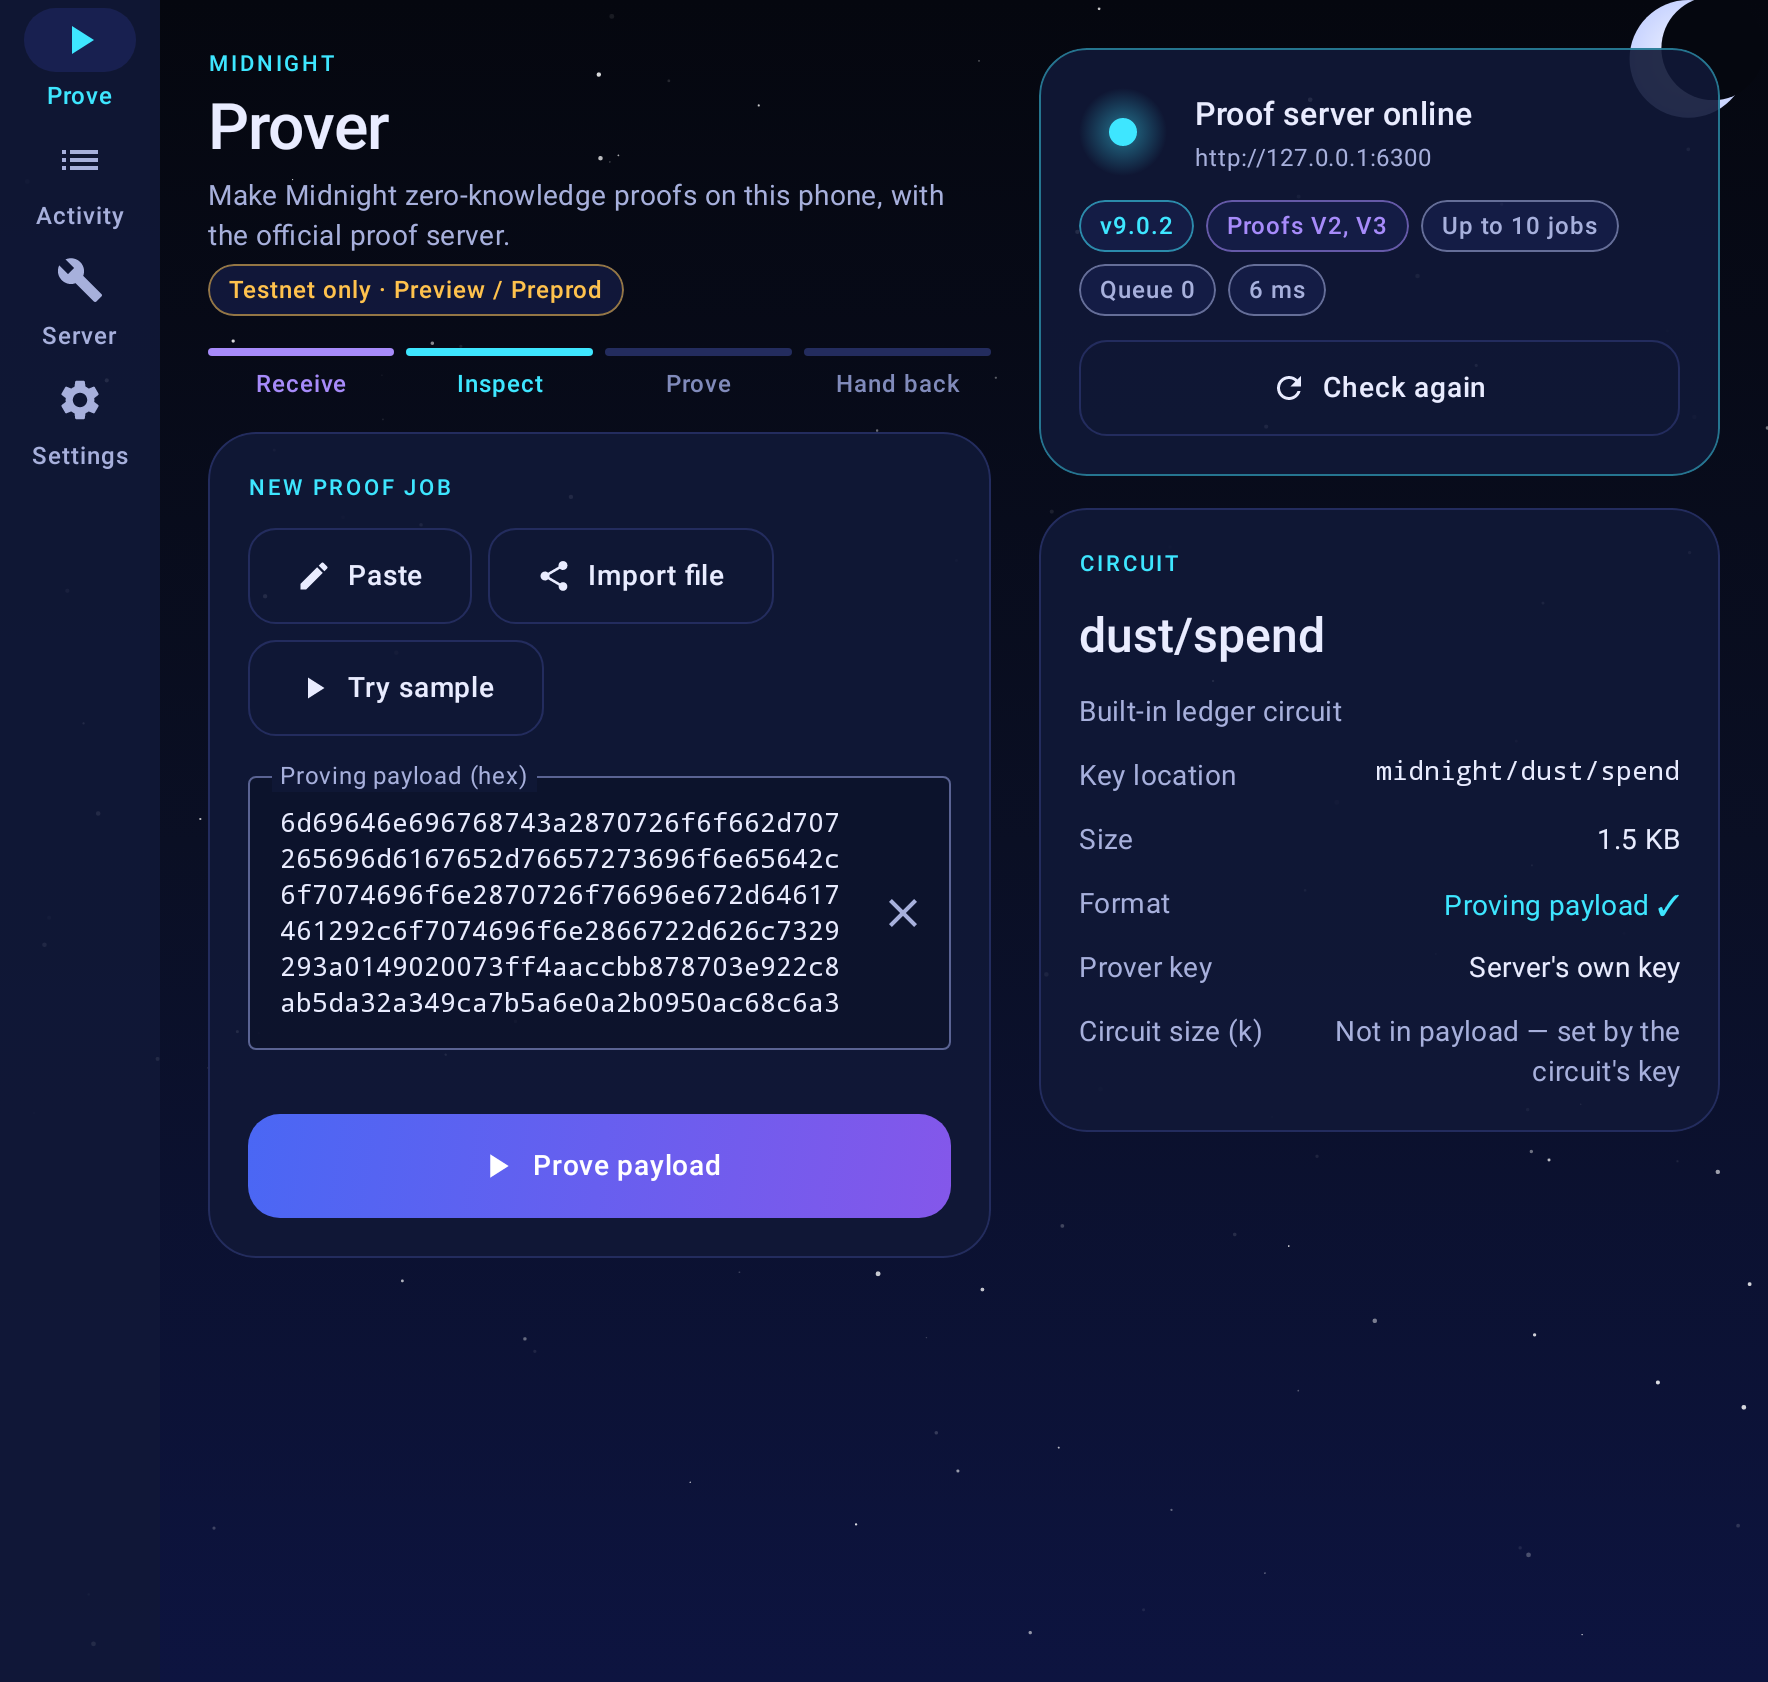 Prove
Activity
Server
Settings
MIDNIGHT
Prover
Make Midnight zero-knowledge proofs on this phone, with
the official proof server.
Testnet only · Preview / Preprod
Receive
Inspect
Prove
Hand back
NEW PROOF JOB
Paste
Import file
Try sample
Proving payload (hex)
6d69646e696768743a2870726f6f662d707
265696d6167652d76657273696f6e65642c
6f7074696f6e2870726f76696e672d64617
461292c6f7074696f6e2866722d626c7329
293a0149020073ff4aaccbb878703e922c8
ab5da32a349ca7b5a6e0a2b0950ac68c6a3
Prove payload
Proof server online
http://127.0.0.1:6300
v9.0.2
Proofs V2, V3
Up to 10 jobs
Queue 0
6 ms
Check again
CIRCUIT
dust/spend
Built-in ledger circuit
Key location midnight/dust/spend
Size 1.5 KB
Format Proving payload ✓
Prover key Server's own key
Circuit size (k) Not in payload — set by the
circuit's key